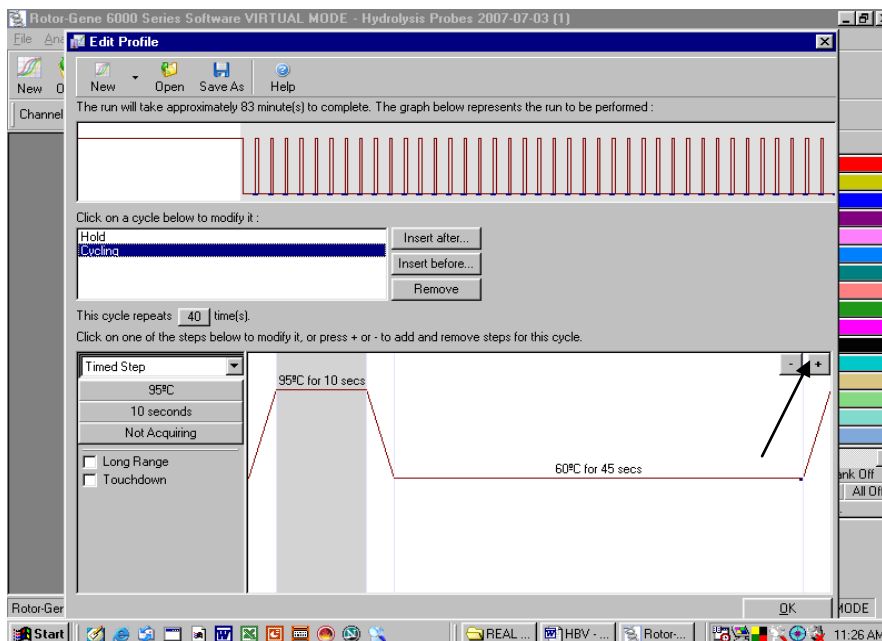 Rotor-Gene 6000 Series Software VIRTUAL MODE - Hydrolysis Probes 2007-07-03 (1)
File Ana
Edit Profile
New
New Open Save As Help
Channel
The run will take approximately 83 minute(s) to complete. The graph below represents the run to be performed :
Click on a cycle below to modify it :
Hold
Cycling
Insert after...
Insert before...
Remove
This cycle repeats 40 time(s).
Click on one of the steps below to modify it, or press + or - to add and remove steps for this cycle.
Timed Step
- +
95ºC
95ºC for 10 secs
10 seconds
Not Acquiring
Long Range
60ºC for 45 secs
Touchdown
ank Off
All Off
Rotor-Ger
OK
MODE
Start
REAL ...
HBV - ...
Rotor-...
11:26 AM